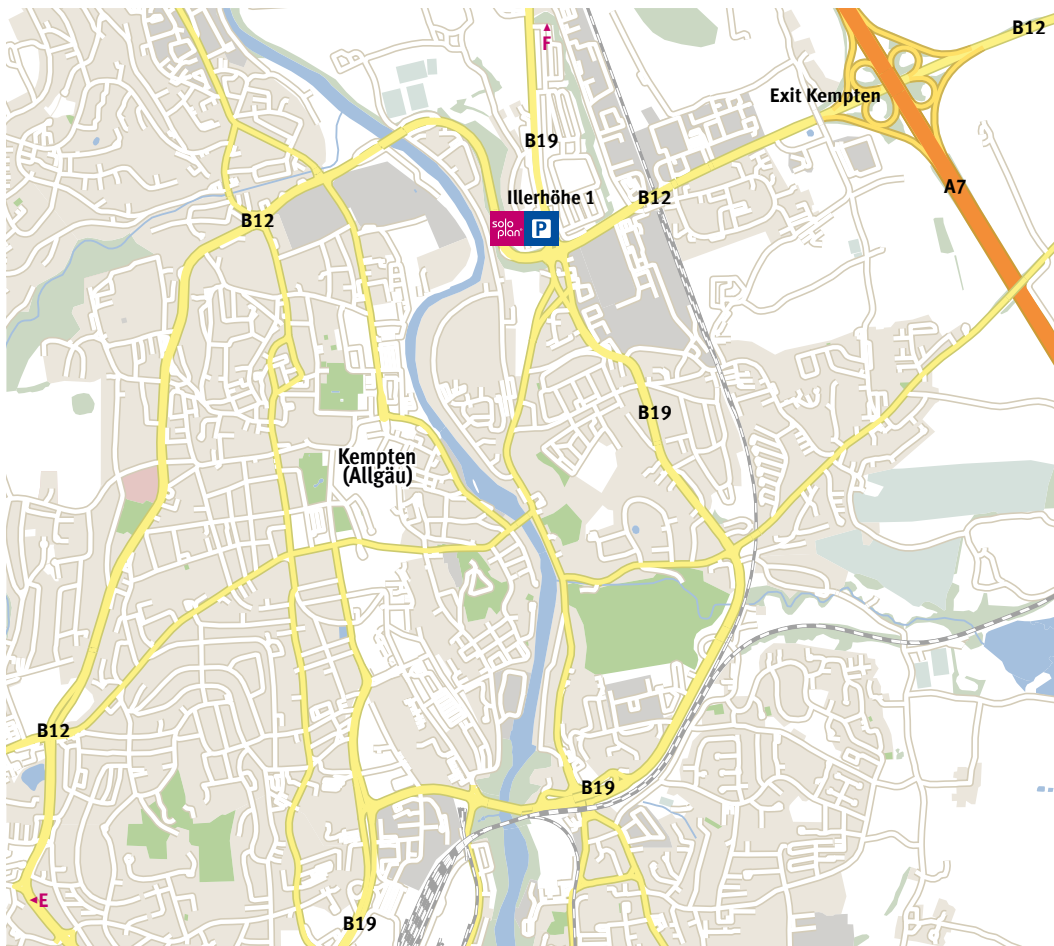 B12
F
Exit Kempten
B19
A7
Illerhöhe 1
B12
B12
solo
plan®
P
B19
Kempten
(Allgäu)
B12
B19
E
B19